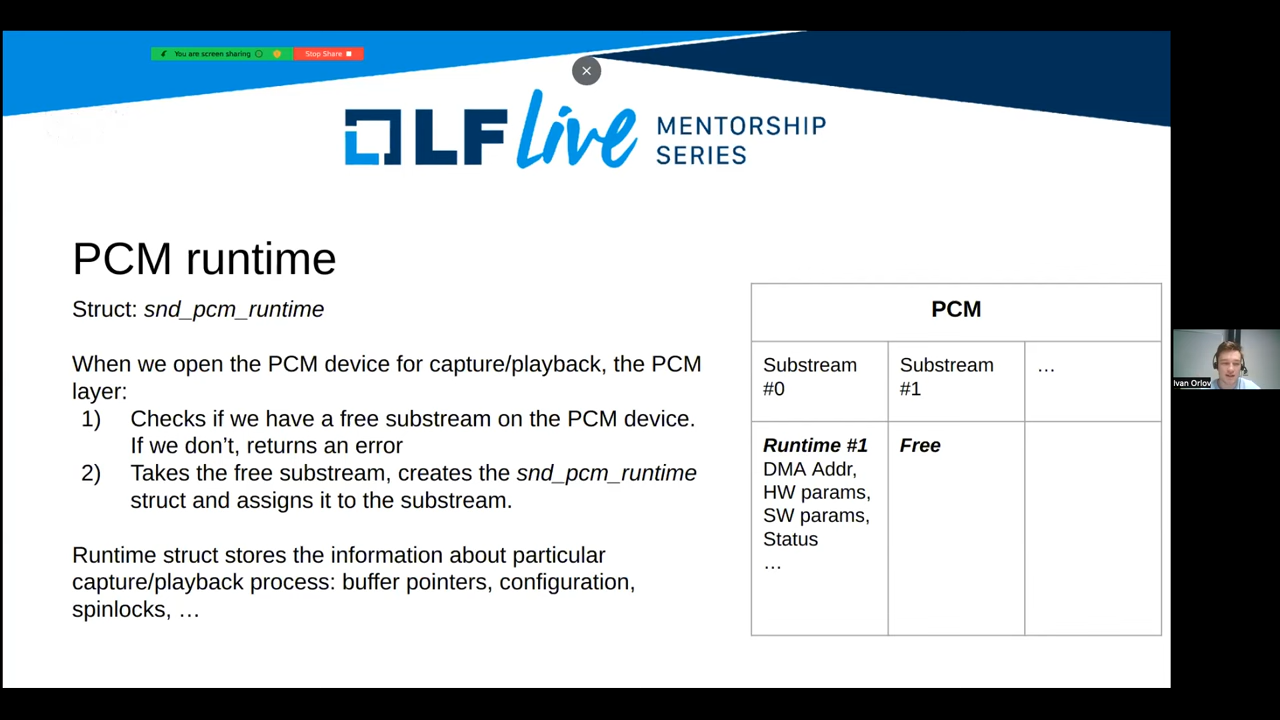 You are screen sharing
Stop Share
LF live MENTORSHIP
SERIES
PCM runtime
Struct: snd_pcm_runtime
When we open the PCM device for capture/playback, the PCM
layer:
1) Checks if we have a free substream on the PCM device.
If we don’t, returns an error
2) Takes the free substream, creates the snd_pcm_runtime
struct and assigns it to the substream.
Runtime struct stores the information about particular
capture/playback process: buffer pointers, configuration,
spinlocks, …
PCM
Substream
#0
Substream
#1
…
Runtime #1
DMA Addr,
HW params,
SW params,
Status
…
Free
Ivan Orlov